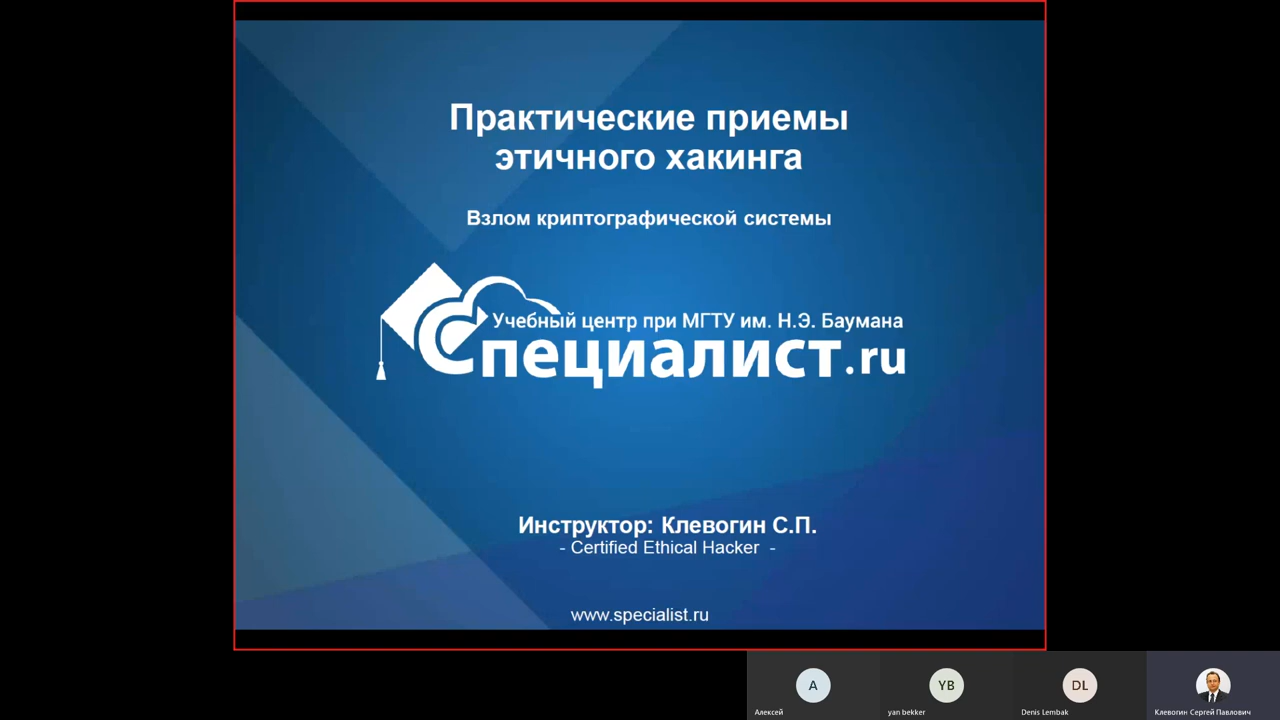 Практические приемы
этичного хакинга
Взлом криптографической системы
Учебный центр при МГТУ им. Н.Э. Баумана
Специалист.ru
Инструктор: Клевогин С.П.
- Certified Ethical Hacker -
www.specialist.ru
A
YB
DL
Алексей
yan bekker
Denis Lembak
Клевогин Сергей Павлович